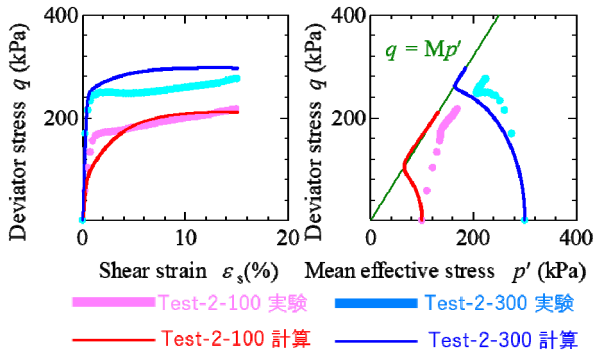 400
200
0
0 10 20
Deviator stress q (kPa)
Shear strain εs(%)
400
200
0
0 200 400
Deviator stress q (kPa)
Mean effective stress p′ (kPa)
q = Mp′
Test-2-100 実験
Test-2-300 実験
Test-2-100 計算
Test-2-300 計算